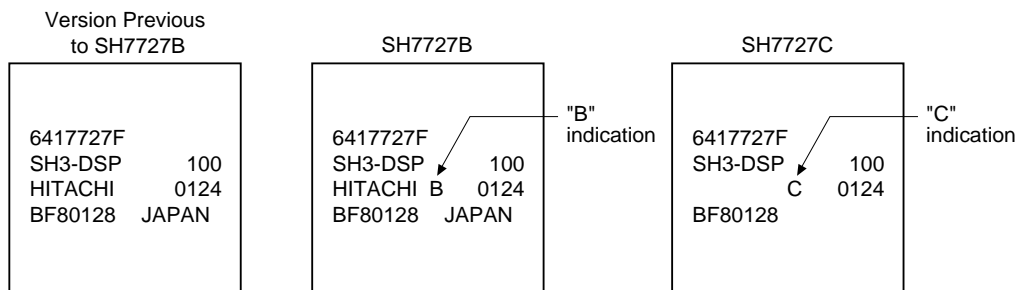 Version Previous
to SH7727B
6417727F
SH3-DSP 100
HITACHI 0124
BF80128 JAPAN
SH7727B
6417727F
SH3-DSP 100
HITACHI B 0124
BF80128 JAPAN
"B"
indication
SH7727C
6417727F
SH3-DSP 100
C 0124
BF80128
"C"
indication